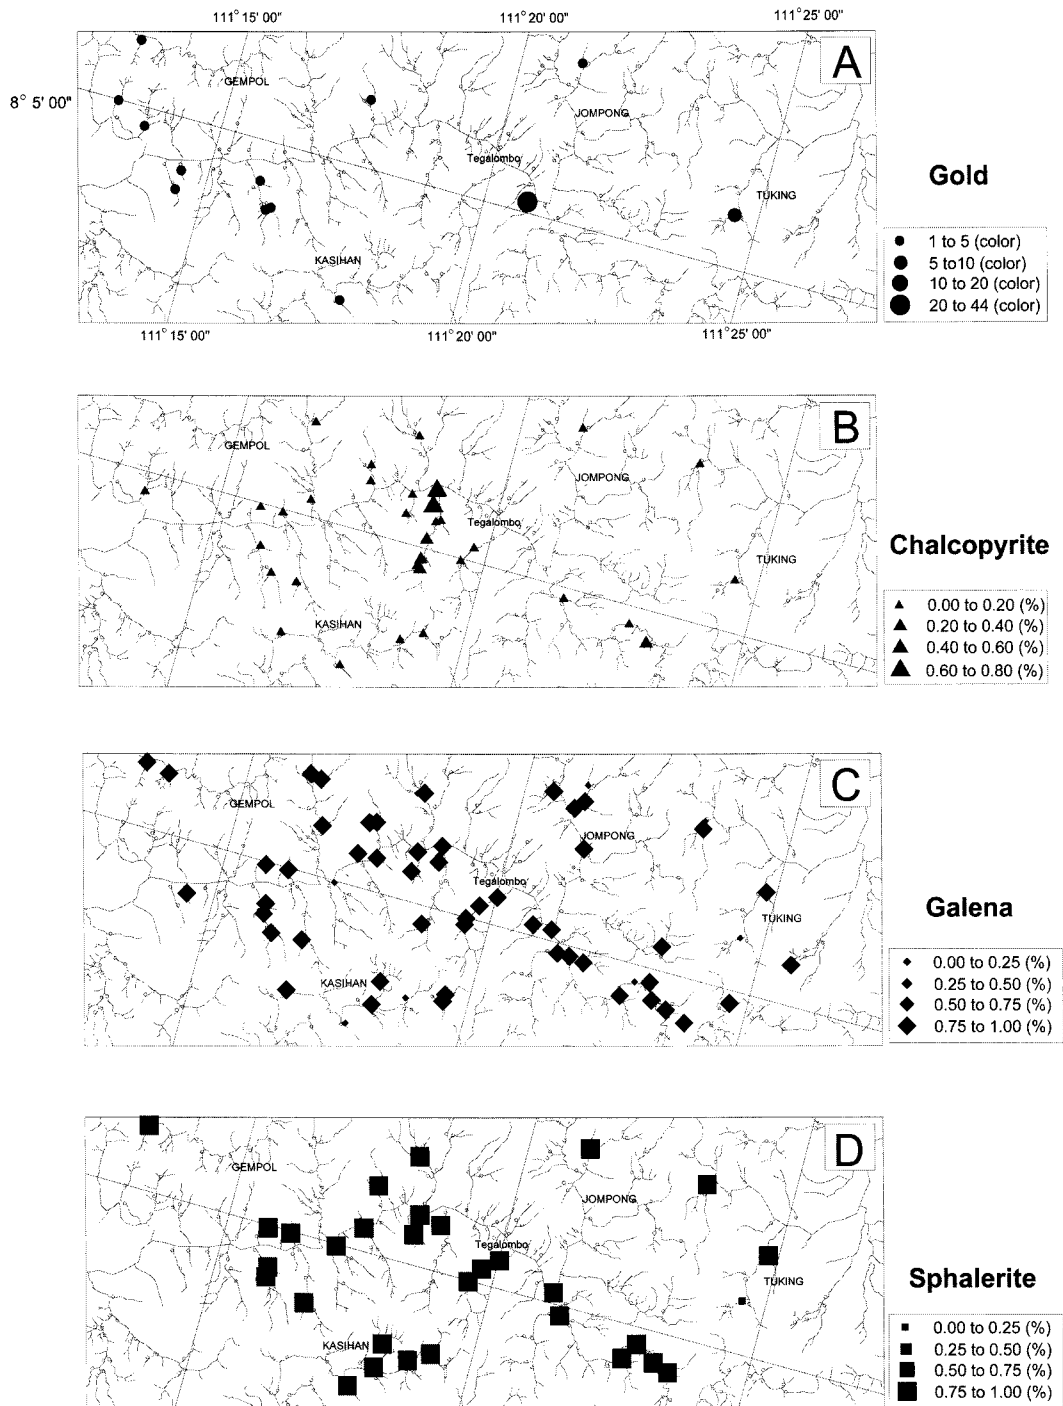 111° 15' 00" 111° 20' 00" 111° 25' 00"
8° 5' 00"
A
GEMPOL
JOMPONG
Tegalombo
TUKING
KASIHAN
Gold
1 to 5 (color)
5 to10 (color)
10 to 20 (color)
20 to 44 (color)
111° 15' 00" 111° 20' 00" 111° 25' 00"
B
GEMPOL
JOMPONG
Tegalombo
TUKING
KASIHAN
Chalcopyrite
0.00 to 0.20 (%)
0.20 to 0.40 (%)
0.40 to 0.60 (%)
0.60 to 0.80 (%)
C
GEMPOL
JOMPONG
Tegalombo
TUKING
KASIHAN
Galena
0.00 to 0.25 (%)
0.25 to 0.50 (%)
0.50 to 0.75 (%)
0.75 to 1.00 (%)
D
GEMPOL
JOMPONG
Tegalombo
TUKING
KASIHAN
Sphalerite
0.00 to 0.25 (%)
0.25 to 0.50 (%)
0.50 to 0.75 (%)
0.75 to 1.00 (%)